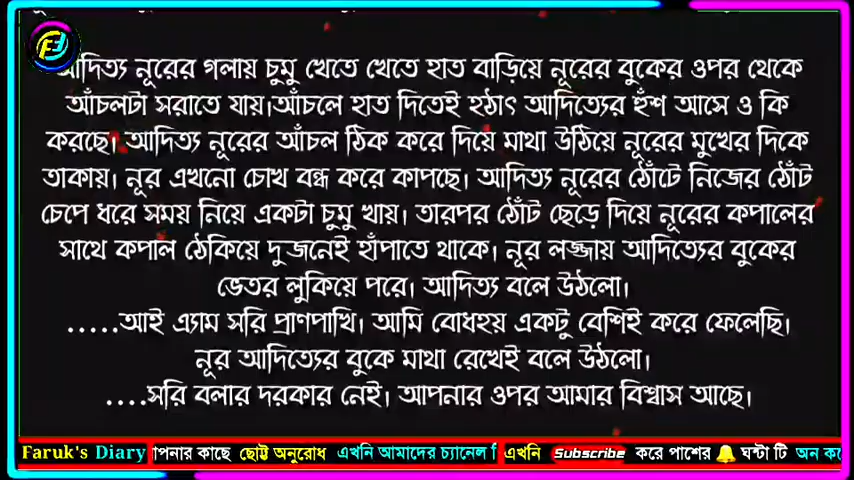 আদিত্য নূরের গলায় চুমু খেতে খেতে হাত বাড়িয়ে নূরের বুকের ওপর থেকে
আঁচলটা সরাতে যায়।আঁচলে হাত দিতেই হঠাৎ আদিত্যের হুঁশ আসে ও কি
করছে। আদিত্য নূরের আঁচল ঠিক করে দিয়ে মাথা উঠিয়ে নূরের মুখের দিকে
তাকায়। নূর এখনো চোখ বন্ধ করে কাপছে। আদিত্য নূরের ঠোঁটে নিজের ঠোঁট
চেপে ধরে সময় নিয়ে একটা চুমু খায়। তারপর ঠোঁট ছেড়ে দিয়ে নূরের কপালের
সাথে কপাল ঠেকিয়ে দুজনেই হাঁপাতে থাকে। নূর লজ্জায় আদিত্যের বুকের
ভেতর লুকিয়ে পরে। আদিত্য বলে উঠলো।
.....আই এ্যাম সরি প্রাণপাখি। আমি বোধহয় একটু বেশিই করে ফেলেছি।
নূর আদিত্যের বুকে মাথা রেখেই বলে উঠলো।
....সরি বলার দরকার নেই। আপনার ওপর আমার বিশ্বাস আছে।
Faruk's Diary পনার কাছে ছোট্ট অনুরোধ এখনি আমাদের চ্যানেল এখনি Subscribe করে পাশের 🔔 ঘন্টা টি অন